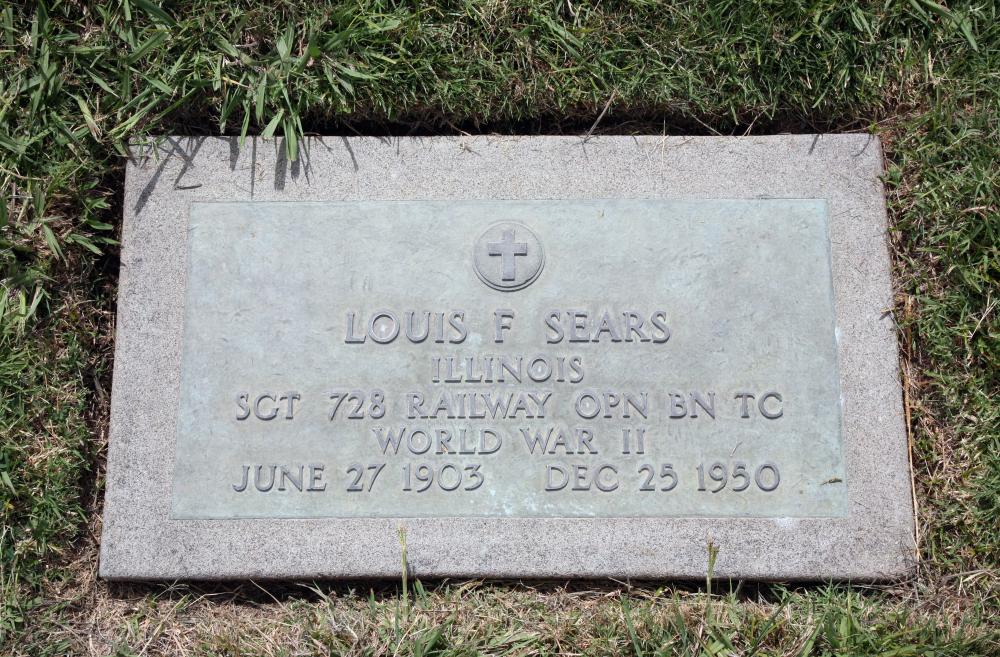 LOUIS F SEARS
ILLINOIS
SGT 728 RAILWAY OPN BN TC
WORLD WAR II
JUNE 27 1903 DEC 25 1950